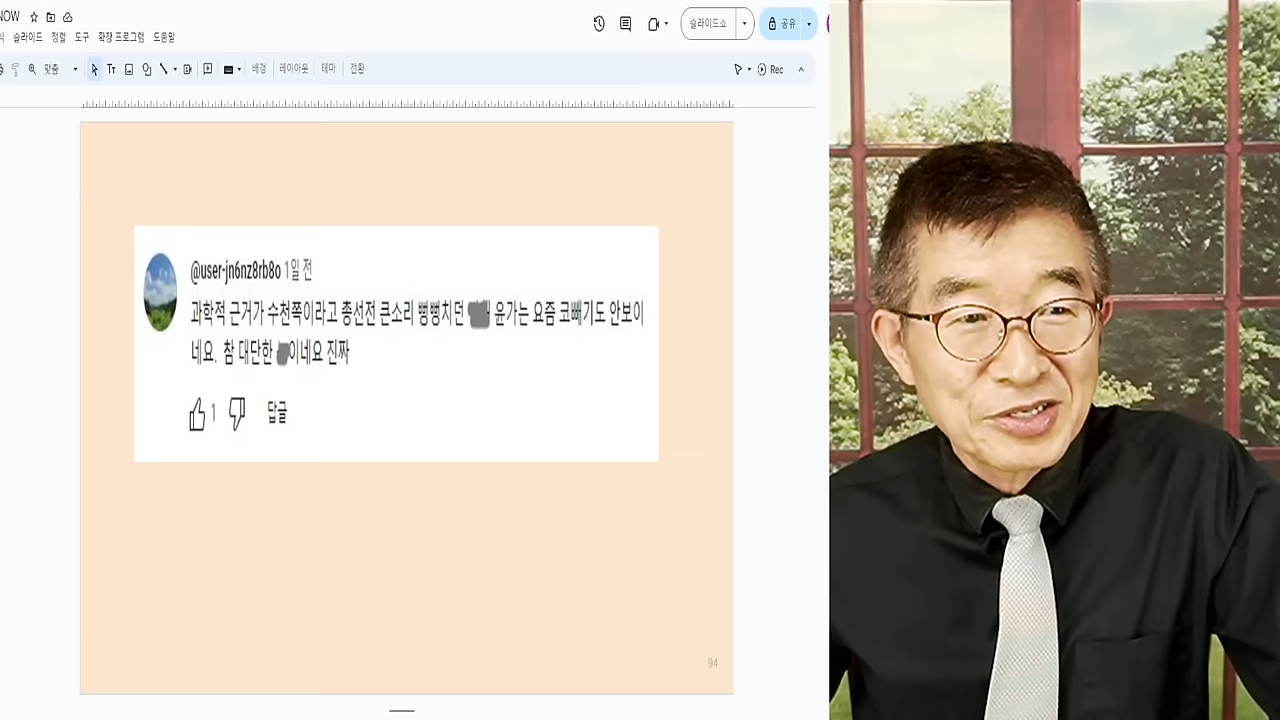 NOW
슬라이드쇼
공유
슬라이드 정렬 도구 확장 프로그램 도움말
맞춤
배경 레이아웃 테마 전환
Rec
@user-jn6nz8rb8o 1일 전
과학적 근거가 수천쪽이라고 총선전 큰소리 뻥뻥치던 윤가는 요즘 코빼기도 안보이
네요. 참 대단한 이네요 진짜
1 답글
94